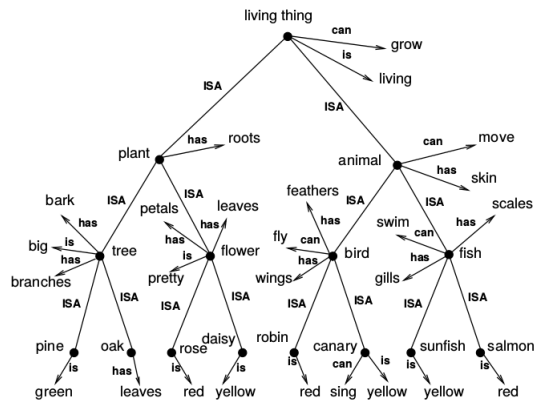 living thing
can
grow
is
living
ISA
ISA
has
roots
plant
can
move
animal
has
skin
bark
ISA
ISA
leaves
feathers
ISA
ISA
scales
petals
has
has
has
has
swim
has
big
is
tree
has
flower
fly
can
bird
can
fish
has
is
has
has
branches
pretty
wings
gills
ISA
ISA
ISA
ISA
ISA
ISA
ISA
ISA
pine
oak
rose
daisy
robin
canary
sunfish
salmon
is
has
is
is
is
can
is
is
is
green
leaves
red
yellow
red
sing
yellow
yellow
red